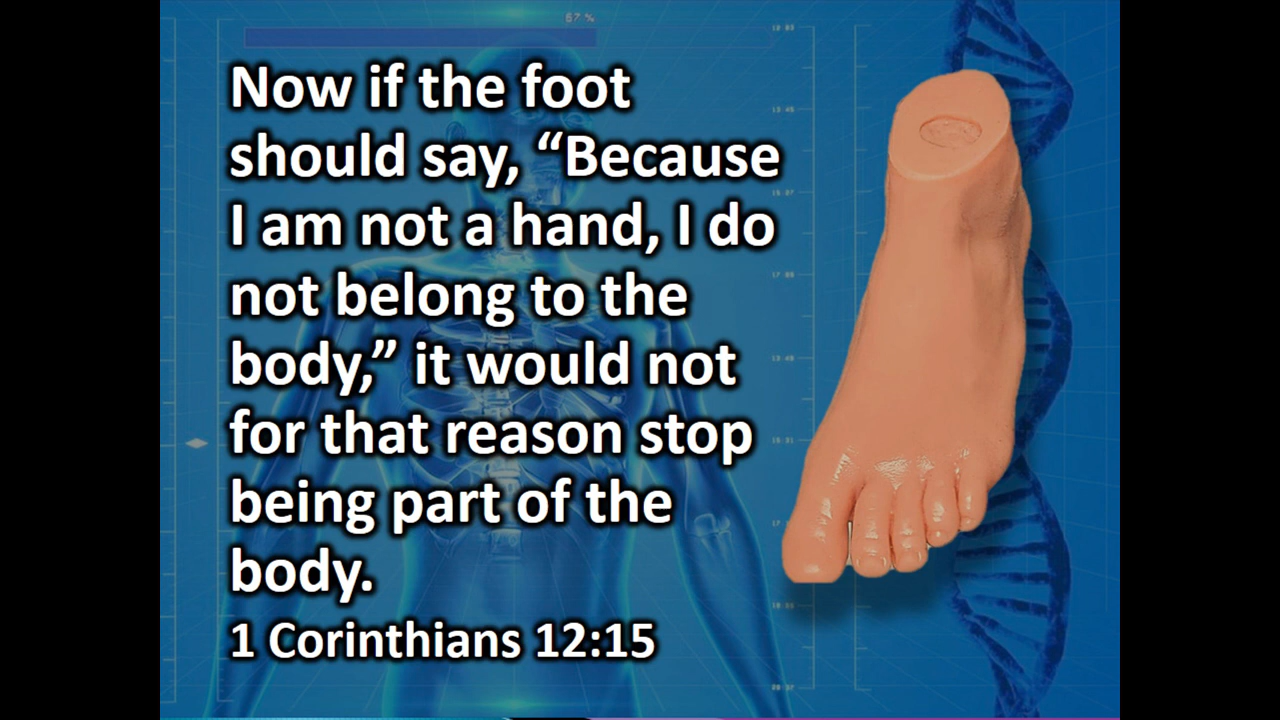 67 %
Now if the foot
should say, “Because
I am not a hand, I do
not belong to the
body,” it would not
for that reason stop
being part of the
body.
1 Corinthians 12:15